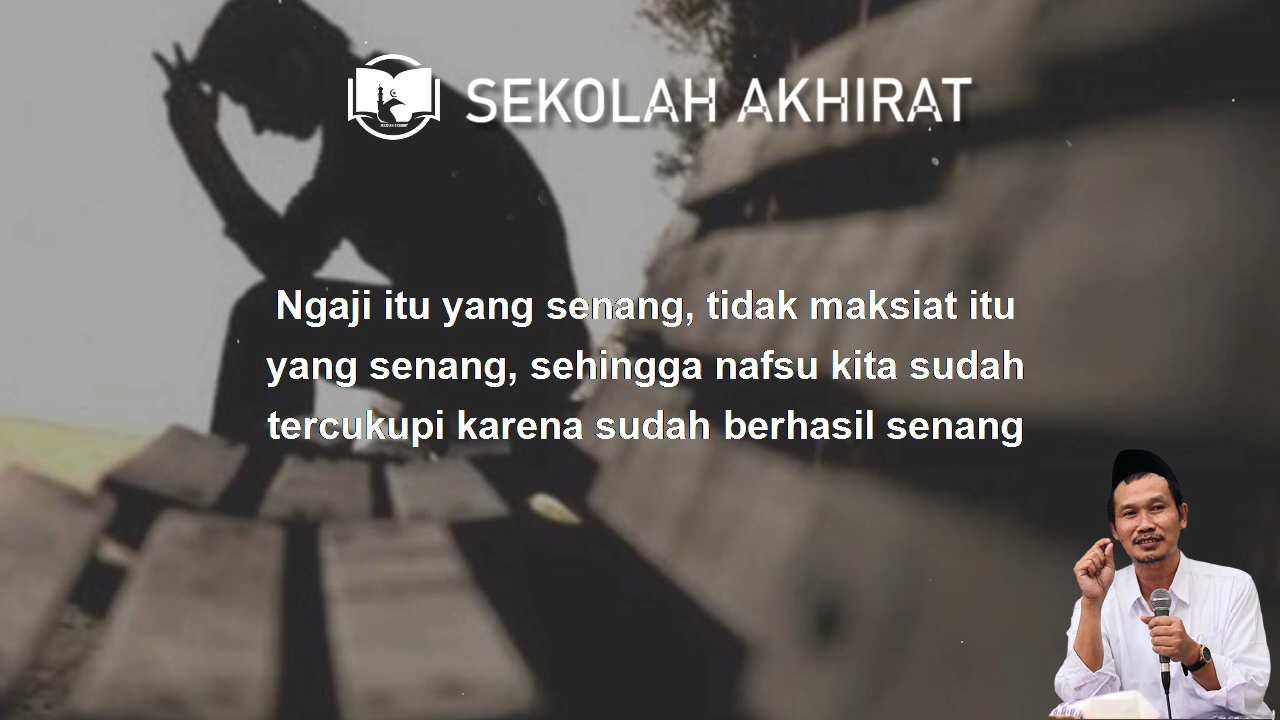 SEKOLAH AKHIRAT
Ngaji itu yang senang, tidak maksiat itu
yang senang, sehingga nafsu kita sudah
tercukupi karena sudah berhasil senang